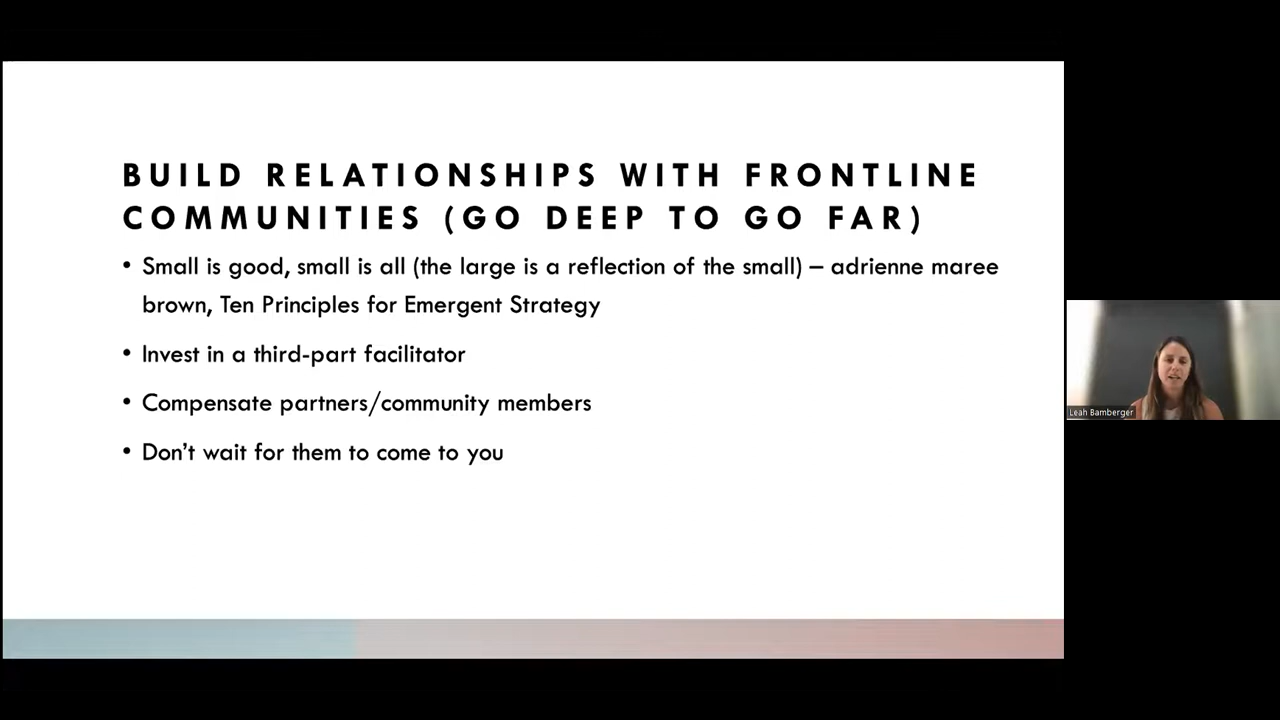 BUILD RELATIONSHIPS WITH FRONTLINE
COMMUNITIES (GO DEEP TO GO FAR)
• Small is good, small is all (the large is a reflection of the small) – adrienne maree
brown, Ten Principles for Emergent Strategy
• Invest in a third-part facilitator
• Compensate partners/community members
• Don’t wait for them to come to you
Leah Bamberger